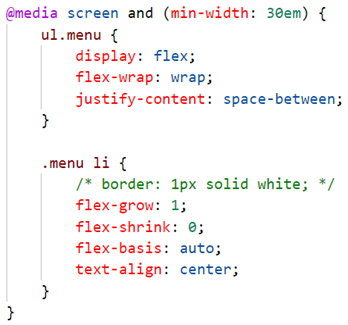 @media screen and (min-width: 30em) {
    ul.menu {
        display: flex;
        flex-wrap: wrap;
        justify-content: space-between;
    }

    .menu li {
        /* border: 1px solid white; */
        flex-grow: 1;
        flex-shrink: 0;
        flex-basis: auto;
        text-align: center;
    }
}